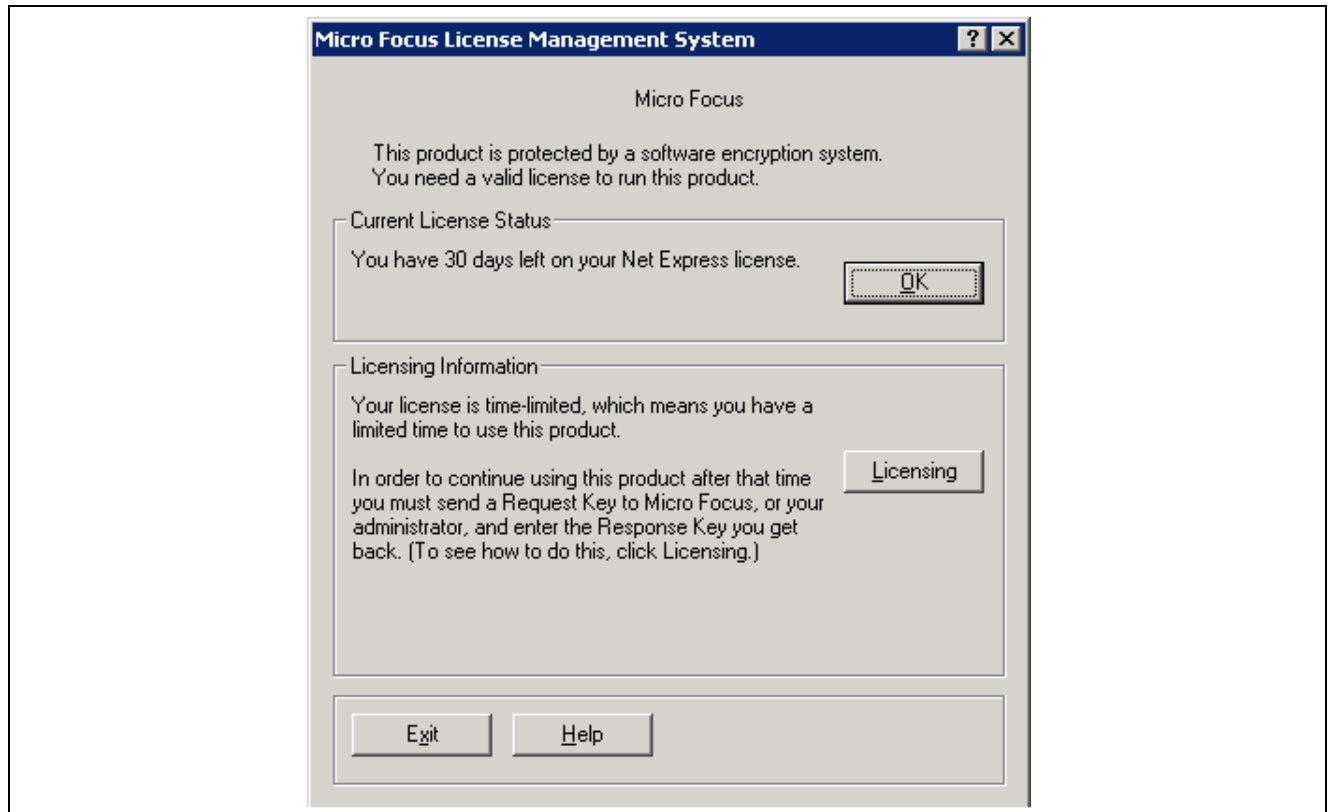 Micro Focus License Management System
Micro Focus
This product is protected by a software encryption system.
You need a valid license to run this product.
Current License Status
You have 30 days left on your Net Express license.
OK
Licensing Information
Your license is time-limited, which means you have a
limited time to use this product.
Licensing
In order to continue using this product after that time
you must send a Request Key to Micro Focus, or your
administrator, and enter the Response Key you get
back. (To see how to do this, click Licensing.)
Exit
Help